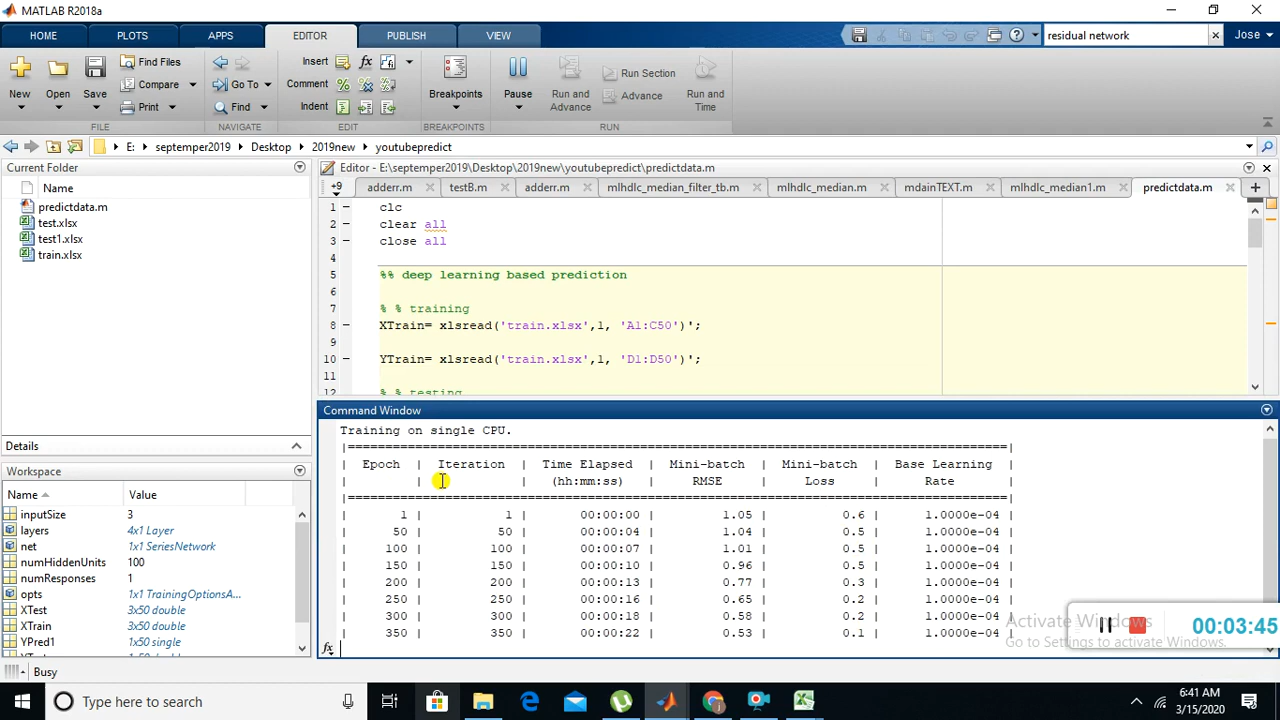 MATLAB R2018a
HOME PLOTS APPS EDITOR PUBLISH VIEW residual network Jose
New Open Save Find Files Compare Print Go To Find Insert Comment Indent Breakpoints Pause Run and Advance Run Section Advance Run and Time
FILE NAVIGATE EDIT BREAKPOINTS RUN
E: septemper2019 Desktop 2019new youtubepredict
Current Folder
Name
predictdata.m
test.xlsx
test1.xlsx
train.xlsx
Details
Workspace
Name Value
inputSize 3
layers 4x1 Layer
net 1x1 SeriesNetwork
numHiddenUnits 100
numResponses 1
opts 1x1 TrainingOptionsA...
XTest 3x50 double
XTrain 3x50 double
YPred1 1x50 single
Editor - E:\septemper2019\Desktop\2019new\youtubepredict\predictdata.m
+9 adderr.m testB.m adderr.m mlhdlc_median_filter_tb.m mlhdlc_median.m mdainTEXT.m mlhdlc_median1.m predictdata.m
1 clc
2 clear all
3 close all
4
5 %% deep learning based prediction
6
7 % % training
8 XTrain= xlsread('train.xlsx',1, 'A1:C50')';
9
10 YTrain= xlsread('train.xlsx',1, 'D1:D50')';
11
12 % % testing
Command Window
Training on single CPU.
|======================================================================================|
| Epoch | Iteration | Time Elapsed | Mini-batch | Mini-batch | Base Learning |
| | | (hh:mm:ss) | RMSE | Loss | Rate |
|======================================================================================|
| 1 | 1 | 00:00:00 | 1.05 | 0.6 | 1.0000e-04 |
| 50 | 50 | 00:00:04 | 1.04 | 0.5 | 1.0000e-04 |
| 100 | 100 | 00:00:07 | 1.01 | 0.5 | 1.0000e-04 |
| 150 | 150 | 00:00:10 | 0.96 | 0.5 | 1.0000e-04 |
| 200 | 200 | 00:00:13 | 0.77 | 0.3 | 1.0000e-04 |
| 250 | 250 | 00:00:16 | 0.65 | 0.2 | 1.0000e-04 |
| 300 | 300 | 00:00:18 | 0.58 | 0.2 | 1.0000e-04 |
| 350 | 350 | 00:00:22 | 0.53 | 0.1 | 1.0000e-04 |
fx
Activate Windows
Go to Settings to activate Windows.
00:03:45
Busy
Type here to search
6:41 AM
3/15/2020